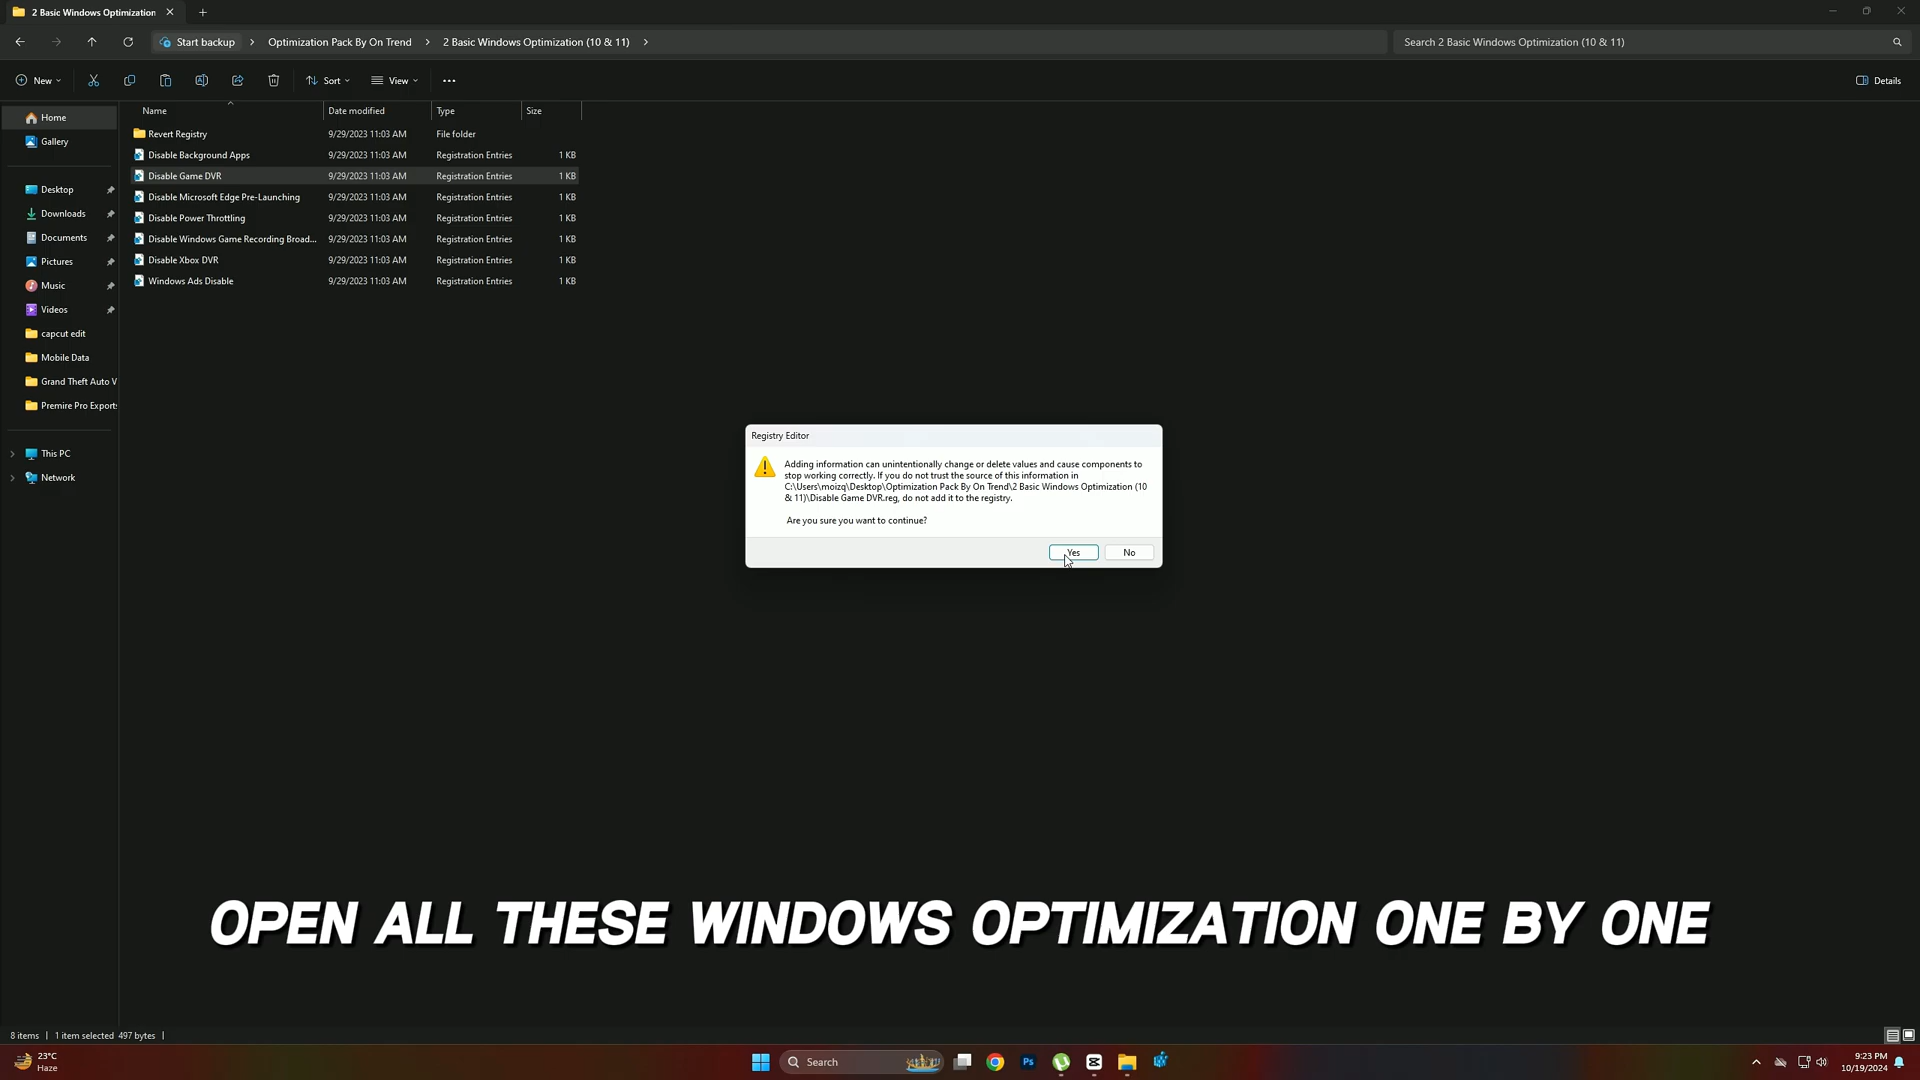 2 Basic Windows Optimization
Start backup
Optimization Pack By On Trend
2 Basic Windows Optimization (10 & 11)
Search 2 Basic Windows Optimization (10 & 11)
New
Sort
View
Details
Name Date modified Type Size
Home
Gallery
Desktop
Downloads
Documents
Pictures
Music
Videos
capcut edit
Mobile Data
Grand Theft Auto V
Premire Pro Exports
This PC
Network
Revert Registry 9/29/2023 11:03 AM File folder
Disable Background Apps 9/29/2023 11:03 AM Registration Entries 1 KB
Disable Game DVR 9/29/2023 11:03 AM Registration Entries 1 KB
Disable Microsoft Edge Pre-Launching 9/29/2023 11:03 AM Registration Entries 1 KB
Disable Power Throttling 9/29/2023 11:03 AM Registration Entries 1 KB
Disable Windows Game Recording Broad... 9/29/2023 11:03 AM Registration Entries 1 KB
Disable Xbox DVR 9/29/2023 11:03 AM Registration Entries 1 KB
Windows Ads Disable 9/29/2023 11:03 AM Registration Entries 1 KB
Registry Editor
Adding information can unintentionally change or delete values and cause components to
stop working correctly. If you do not trust the source of this information in
C:\Users\moizq\Desktop\Optimization Pack By On Trend\2 Basic Windows Optimization (10
& 11)\Disable Game DVR.reg, do not add it to the registry.
Are you sure you want to continue?
Yes
No
OPEN ALL THESE WINDOWS OPTIMIZATION ONE BY ONE
8 items
1 item selected 497 bytes
23°C
Haze
Search
Ps
9:23 PM
10/19/2024